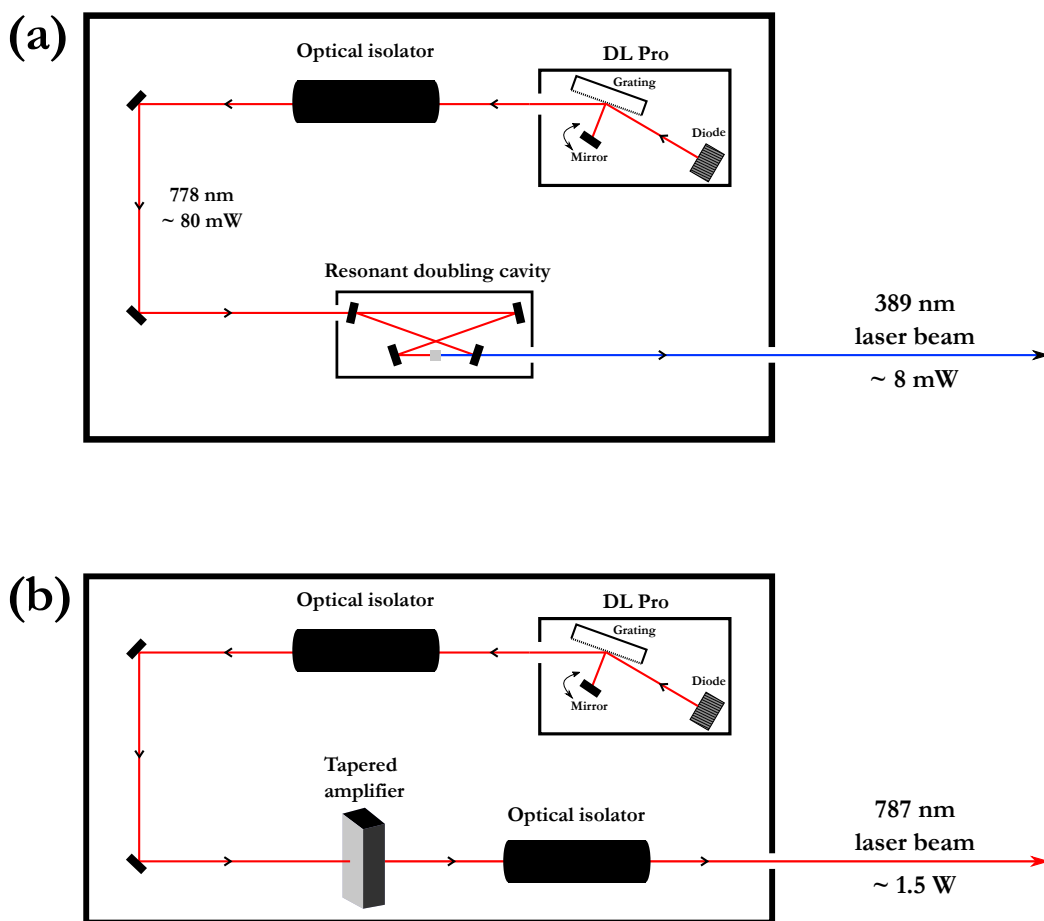 (a)
Optical isolator
DL Pro
Grating
Diode
Mirror
778 nm
~ 80 mW
Resonant doubling cavity
389 nm
laser beam
~ 8 mW
(b)
Optical isolator
DL Pro
Grating
Diode
Mirror
Tapered
amplifier
Optical isolator
787 nm
laser beam
~ 1.5 W